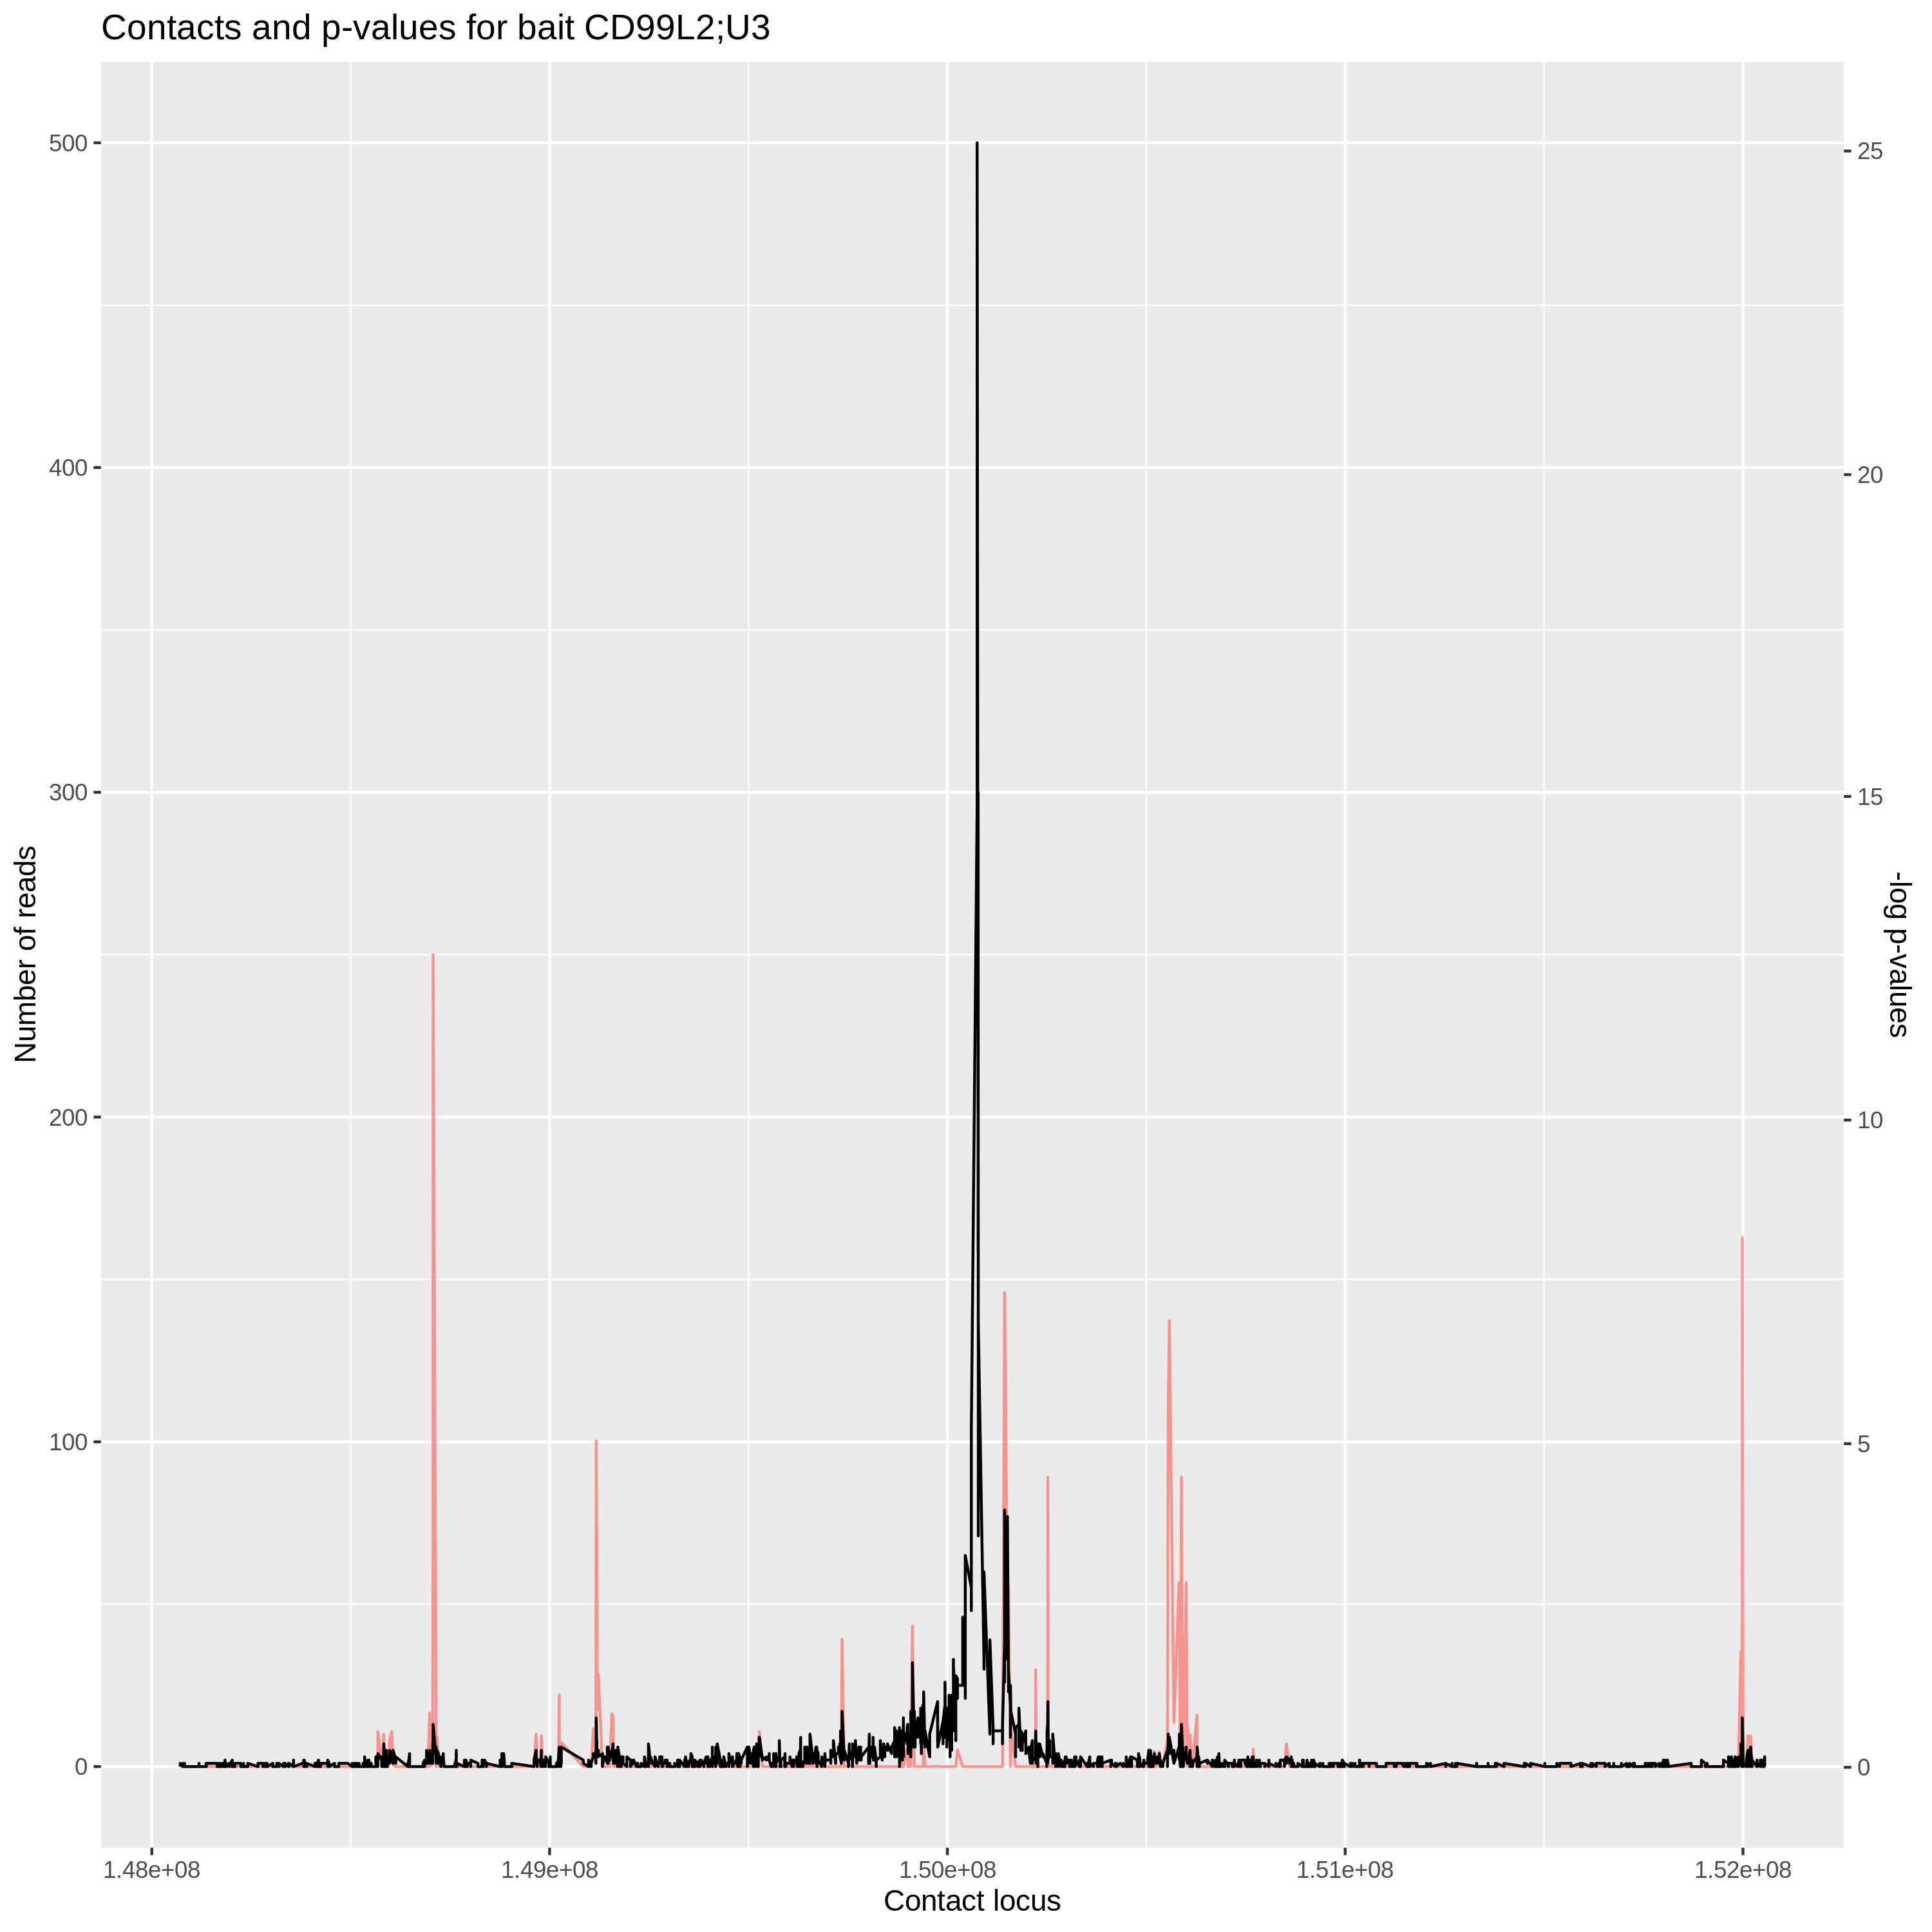 Contacts and p-values for bait CD99L2;U3
500
400
300
200
100
0
Number of reads
25
20
15
10
5
0
-log p-values
1.48e+08 1.49e+08 1.50e+08 1.51e+08 1.52e+08
Contact locus